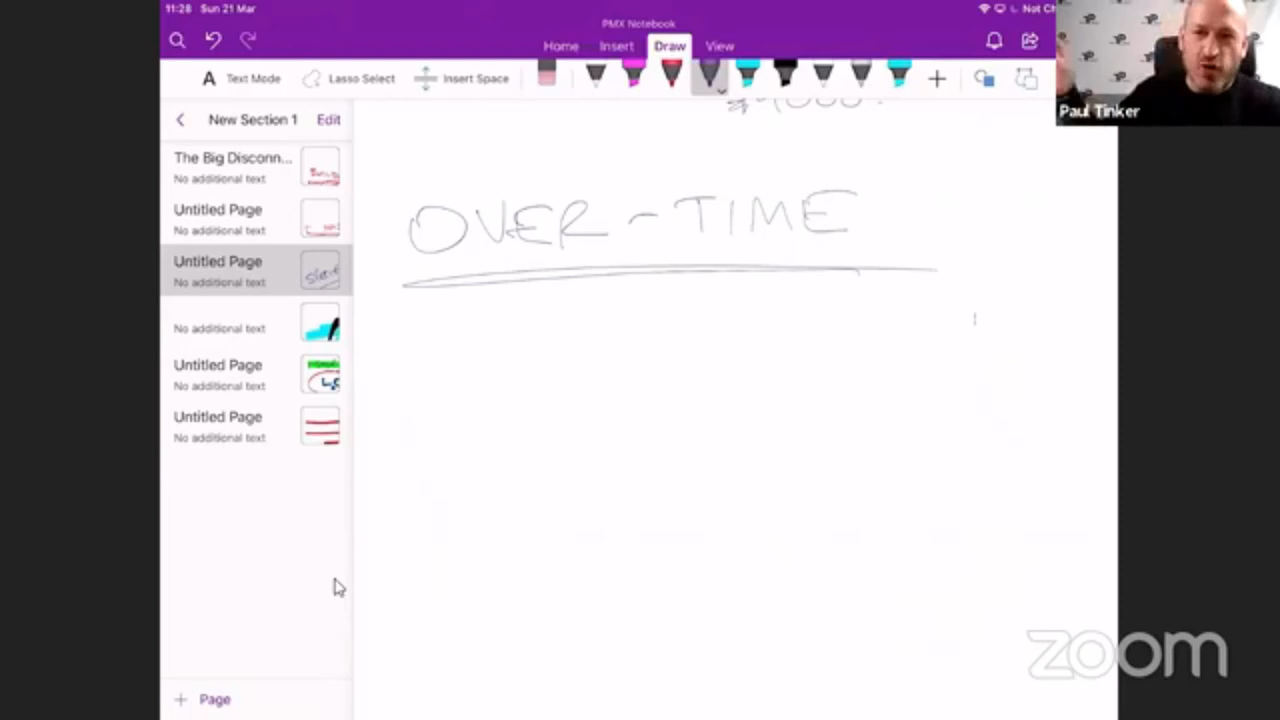 11:28 Sun 21 Mar
Not Ch
PMX Notebook
Home Insert Draw View
A Text Mode Lasso Select Insert Space
Paul Tinker
New Section 1 Edit
The Big Disconn...
No additional text
Untitled Page
No additional text
Untitled Page
No additional text
No additional text
Untitled Page
No additional text
Untitled Page
No additional text
OVER-TIME
+ Page
zoom